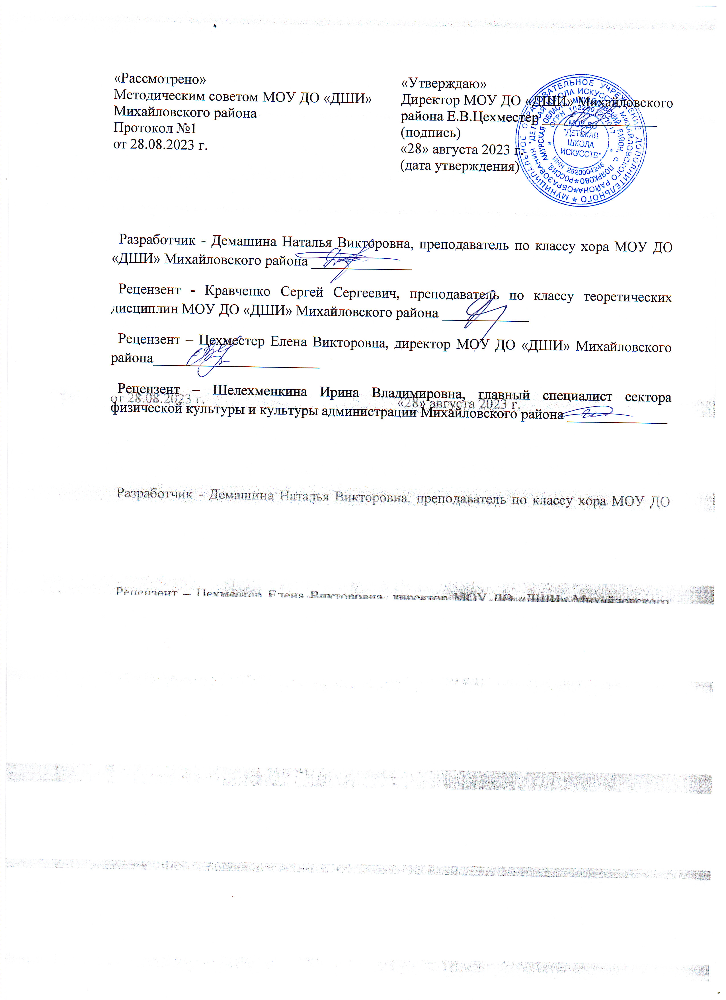 «Рассмотрено»
Методическим советом МОУ ДО «ДШИ»
Михайловского района
Протокол №1
от 28.08.2023 г.
«Утверждаю»
Директор МОУ ДО «ДШИ» Михайловского
района Е.В.Цехместер ________________
(подпись)
«28» августа 2023 г.
(дата утверждения)
МУНИЦИПАЛЬНОЕ ОБРАЗОВАТЕЛЬНОЕ УЧРЕЖДЕНИЕ ДОПОЛНИТЕЛЬНОГО *
ОБРАЗОВАНИЯ "ДЕТСКАЯ ШКОЛА ИСКУССТВ" МИХАЙЛОВСКОГО РАЙОНА*
РОССИЯ, АМУРСКАЯ ОБЛАСТЬ, МИХАЙЛОВСКИЙ РАЙОН, С. ПОЯРКОВО*
ОГРН
ИНН 2820004246
МОУ ДО
"ДЕТСКАЯ
ШКОЛА
ИСКУССТВ"
Разработчик - Демашина Наталья Викторовна, преподаватель по классу хора МОУ ДО
«ДШИ» Михайловского района ______________
Рецензент - Кравченко Сергей Сергеевич, преподаватель по классу теоретических
дисциплин МОУ ДО «ДШИ» Михайловского района ____________
Рецензент – Цехместер Елена Викторовна, директор МОУ ДО «ДШИ» Михайловского
района_______________________
Рецензент – Шелехменкина Ирина Владимировна, главный специалист сектора
от 28.08.2023 г. «28» августа 2023 г.
физической культуры и культуры администрации Михайловского района ______________
Разработчик - Демашина Наталья Викторовна, преподаватель по классу хора МОУ ДО
Рецензент – Цехместер Елена Викторовна, директор МОУ ДО «ДШИ» Михайловского